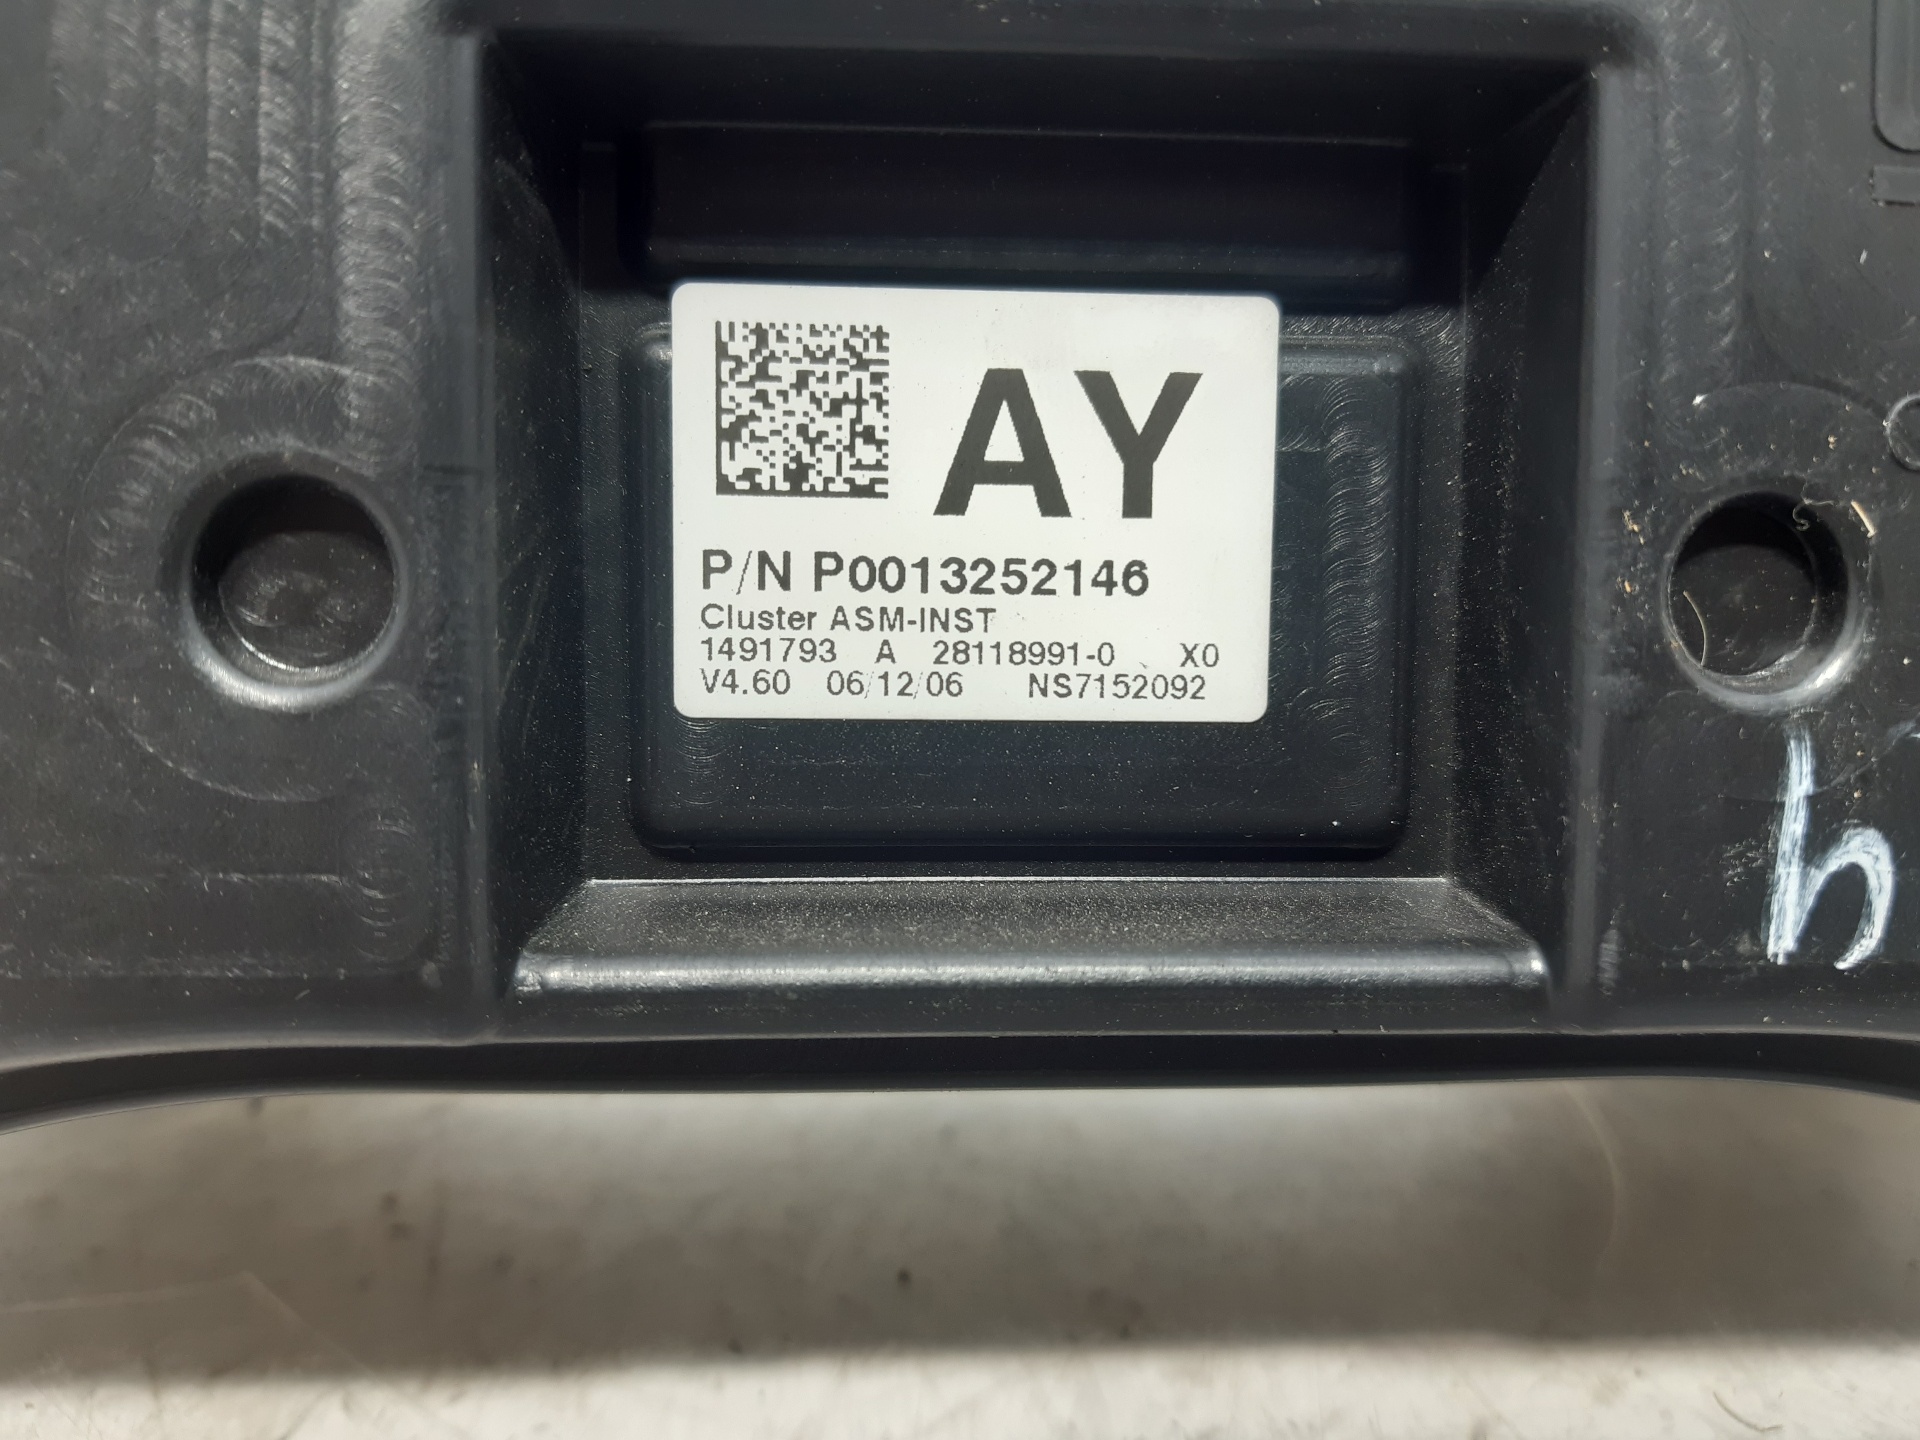 AY
P/N P0013252146
Cluster ASM-INST
1491793 A 28118991-0 X0
V4.60 06/12/06 NS7152092